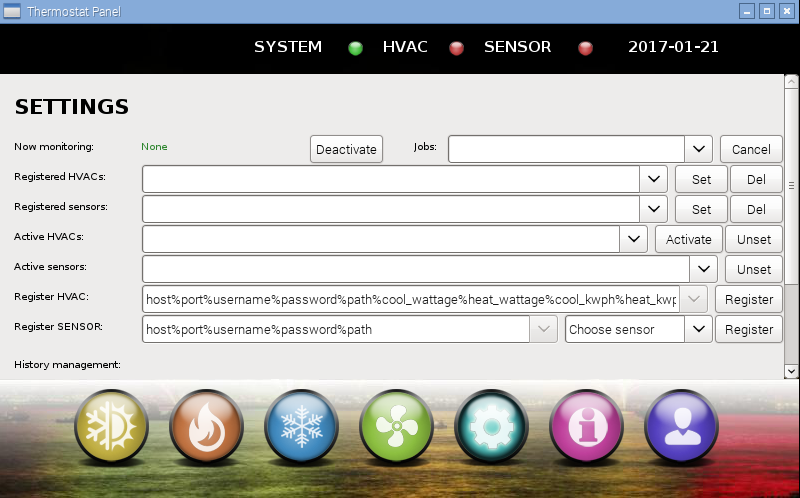 Thermostat Panel
SYSTEM HVAC SENSOR 2017-01-21
SETTINGS
Now monitoring: None Deactivate Jobs: Cancel
Registered HVACs: Set Del
Registered sensors: Set Del
Active HVACs: Activate Unset
Active sensors: Unset
Register HVAC: host%port%username%password%path%cool_wattage%heat_wattage%cool_kwph%heat_kwp Register
Register SENSOR: host%port%username%password%path Choose sensor Register
History management: